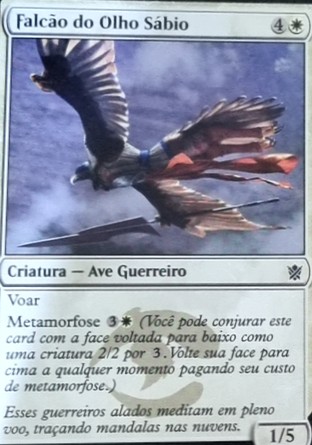 Falcão do Olho Sábio 4
Criatura — Ave Guerreiro
Voar
Metamorfose 3 (Você pode conjurar este
card com a face voltada para baixo como
uma criatura 2/2 por 3. Volte sua face para
cima a qualquer momento pagando seu custo
de metamorfose.)
Esses guerreiros alados meditam em pleno
voo, traçando mandalas nas nuvens.
1/5